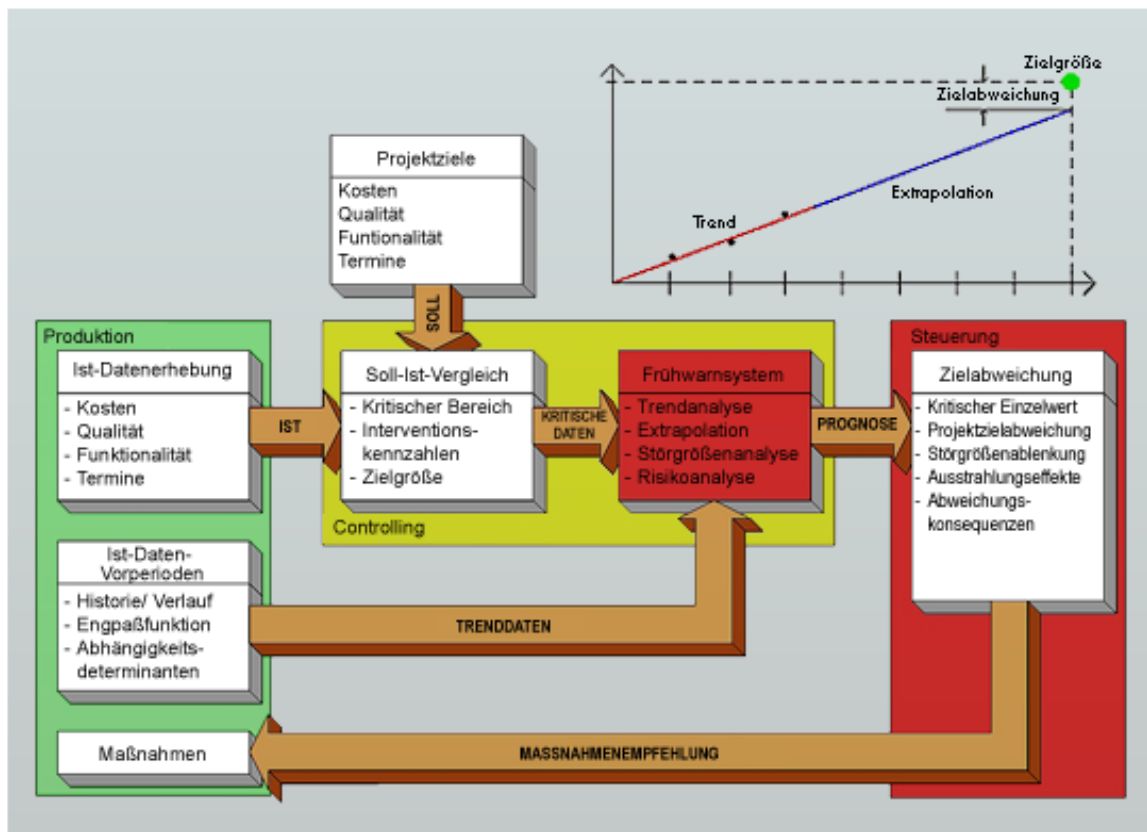 Zielgröße
Zielabweichung
Extrapolation
Trend
Projektziele
Kosten
Qualität
Funtionalität
Termine
SOLL
Produktion
Ist-Datenerhebung
- Kosten
- Qualität
- Funktionalität
- Termine
IST
Soll-Ist-Vergleich
- Kritischer Bereich
- Interventions-
kennzahlen
- Zielgröße
Controlling
KRITISCHE
DATEN
Frühwarnsystem
- Trendanalyse
- Extrapolation
- Störgrößenanalyse
- Risikoanalyse
PROGNOSE
Steuerung
Zielabweichung
- Kritischer Einzelwert
- Projektzielabweichung
- Störgrößenablenkung
- Ausstrahlungseffekte
- Abweichungs-
konsequenzen
Ist-Daten-
Vorperioden
- Historie/ Verlauf
- Engpaßfunktion
- Abhängigkeits-
determinanten
TRENDDATEN
Maßnahmen
MASSNAHMENEMPFEHLUNG